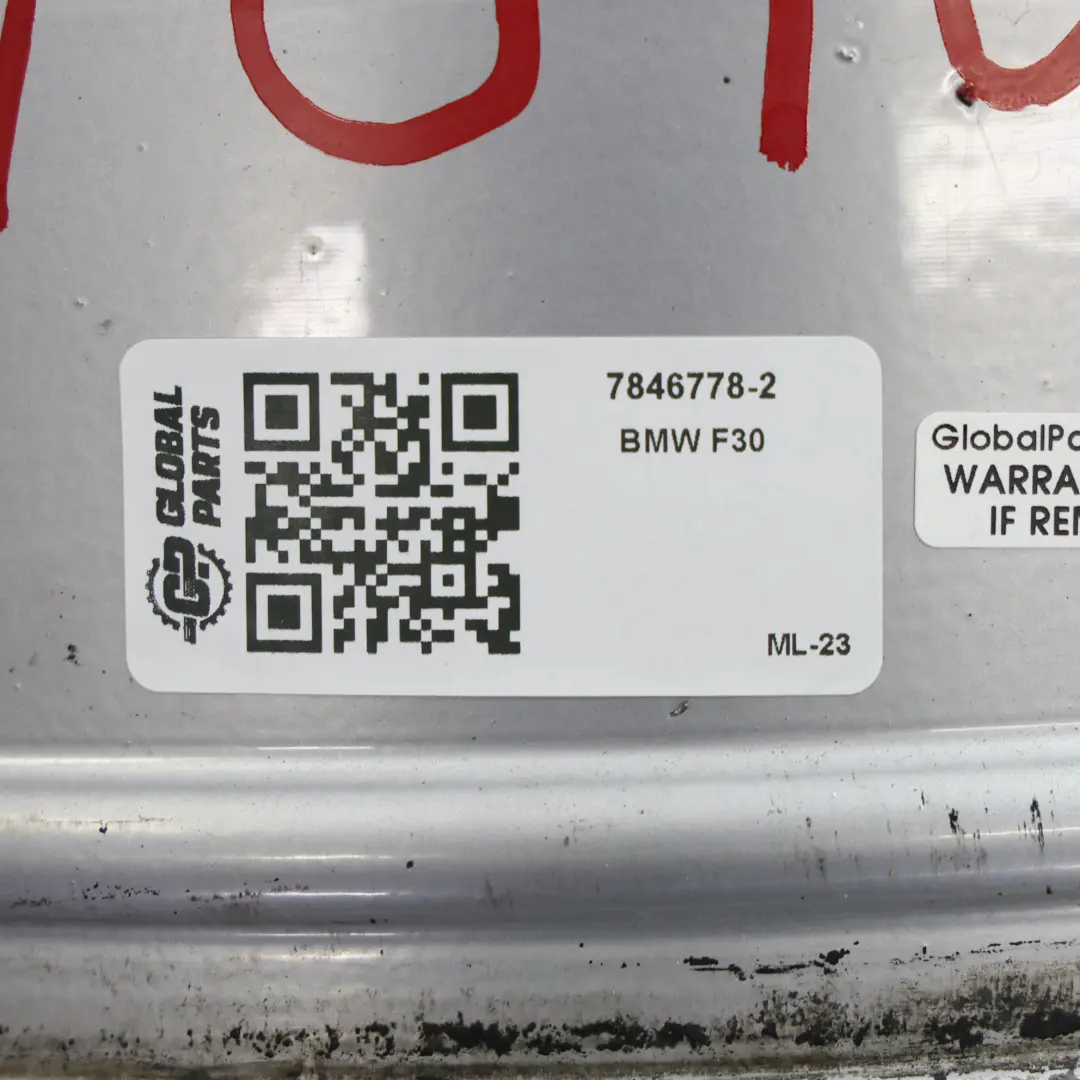 GLOBAL
PARTS
7846778-2
BMW F30
ML-23
GlobalPa
WARRA
IF REM